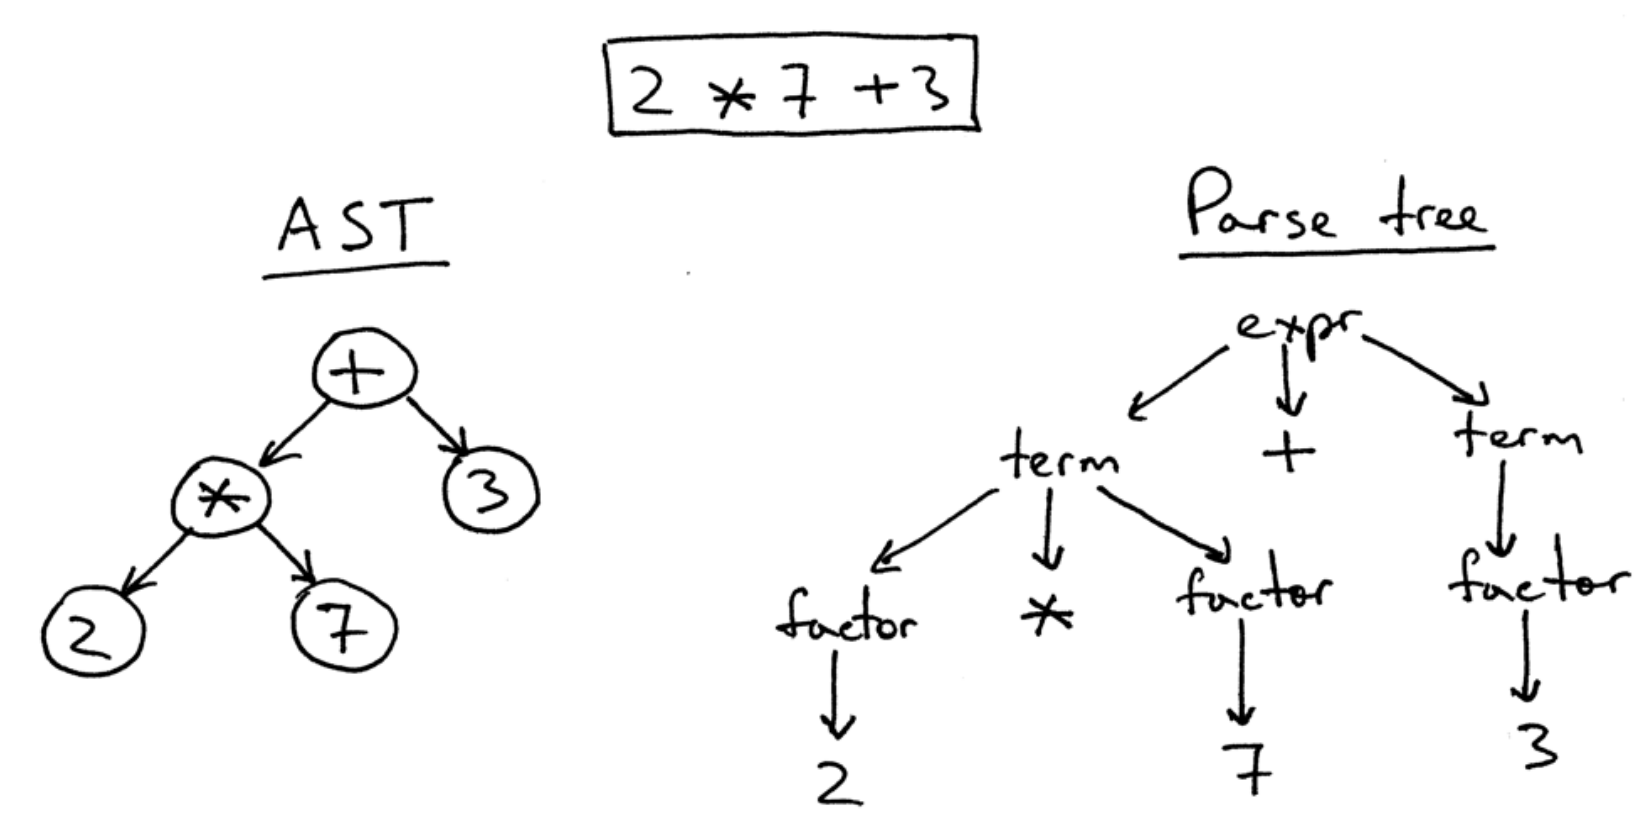 2 * 7 + 3
AST
Parse tree
+
* 3
2 7
expr
term + term
factor * factor factor
2 7 3